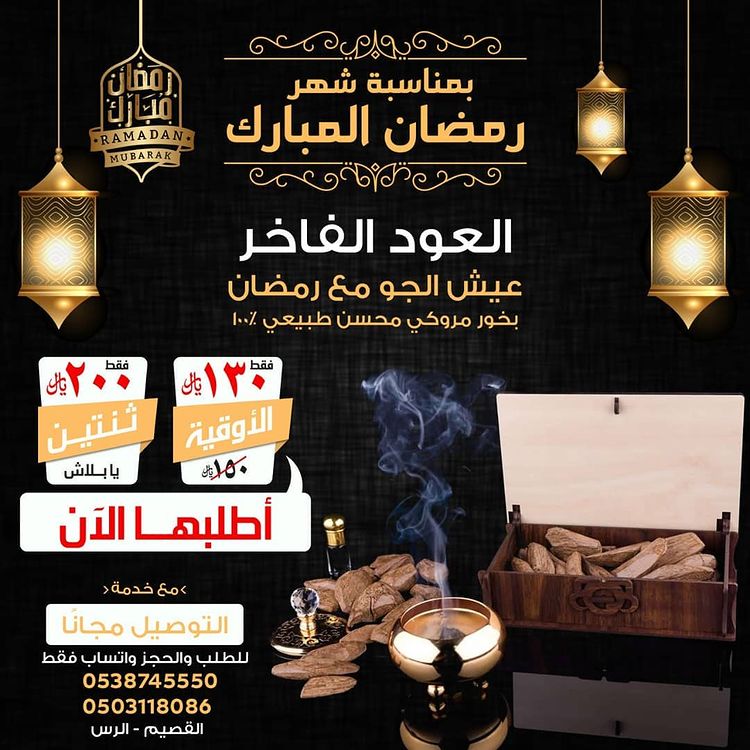 رمضان
مبارك
RAMADAN
MUBARAK
بمناسبة شهر
رمضان المبارك
العود الفاخر
عيش الجو مع رمضان
بخور مروكي محسن طبيعي ١٠٠٪
فقط
١٣٠ ريال
الأوقية
١٥٠ ريال
فقط
٢٠٠ ريال
ثنتين
يا بلاش
أطلبها الآن
>مع خدمة<
التوصيل مجانًا
للطلب والحجز واتساب فقط
0538745550
0503118086
القصيم - الرس